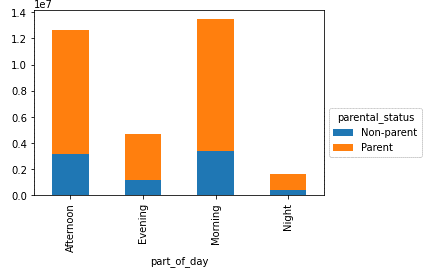 1e7
1.4
1.2
1.0
0.8
0.6
0.4
0.2
0.0
Afternoon
Evening
Morning
Night
part_of_day
parental_status
Non-parent
Parent